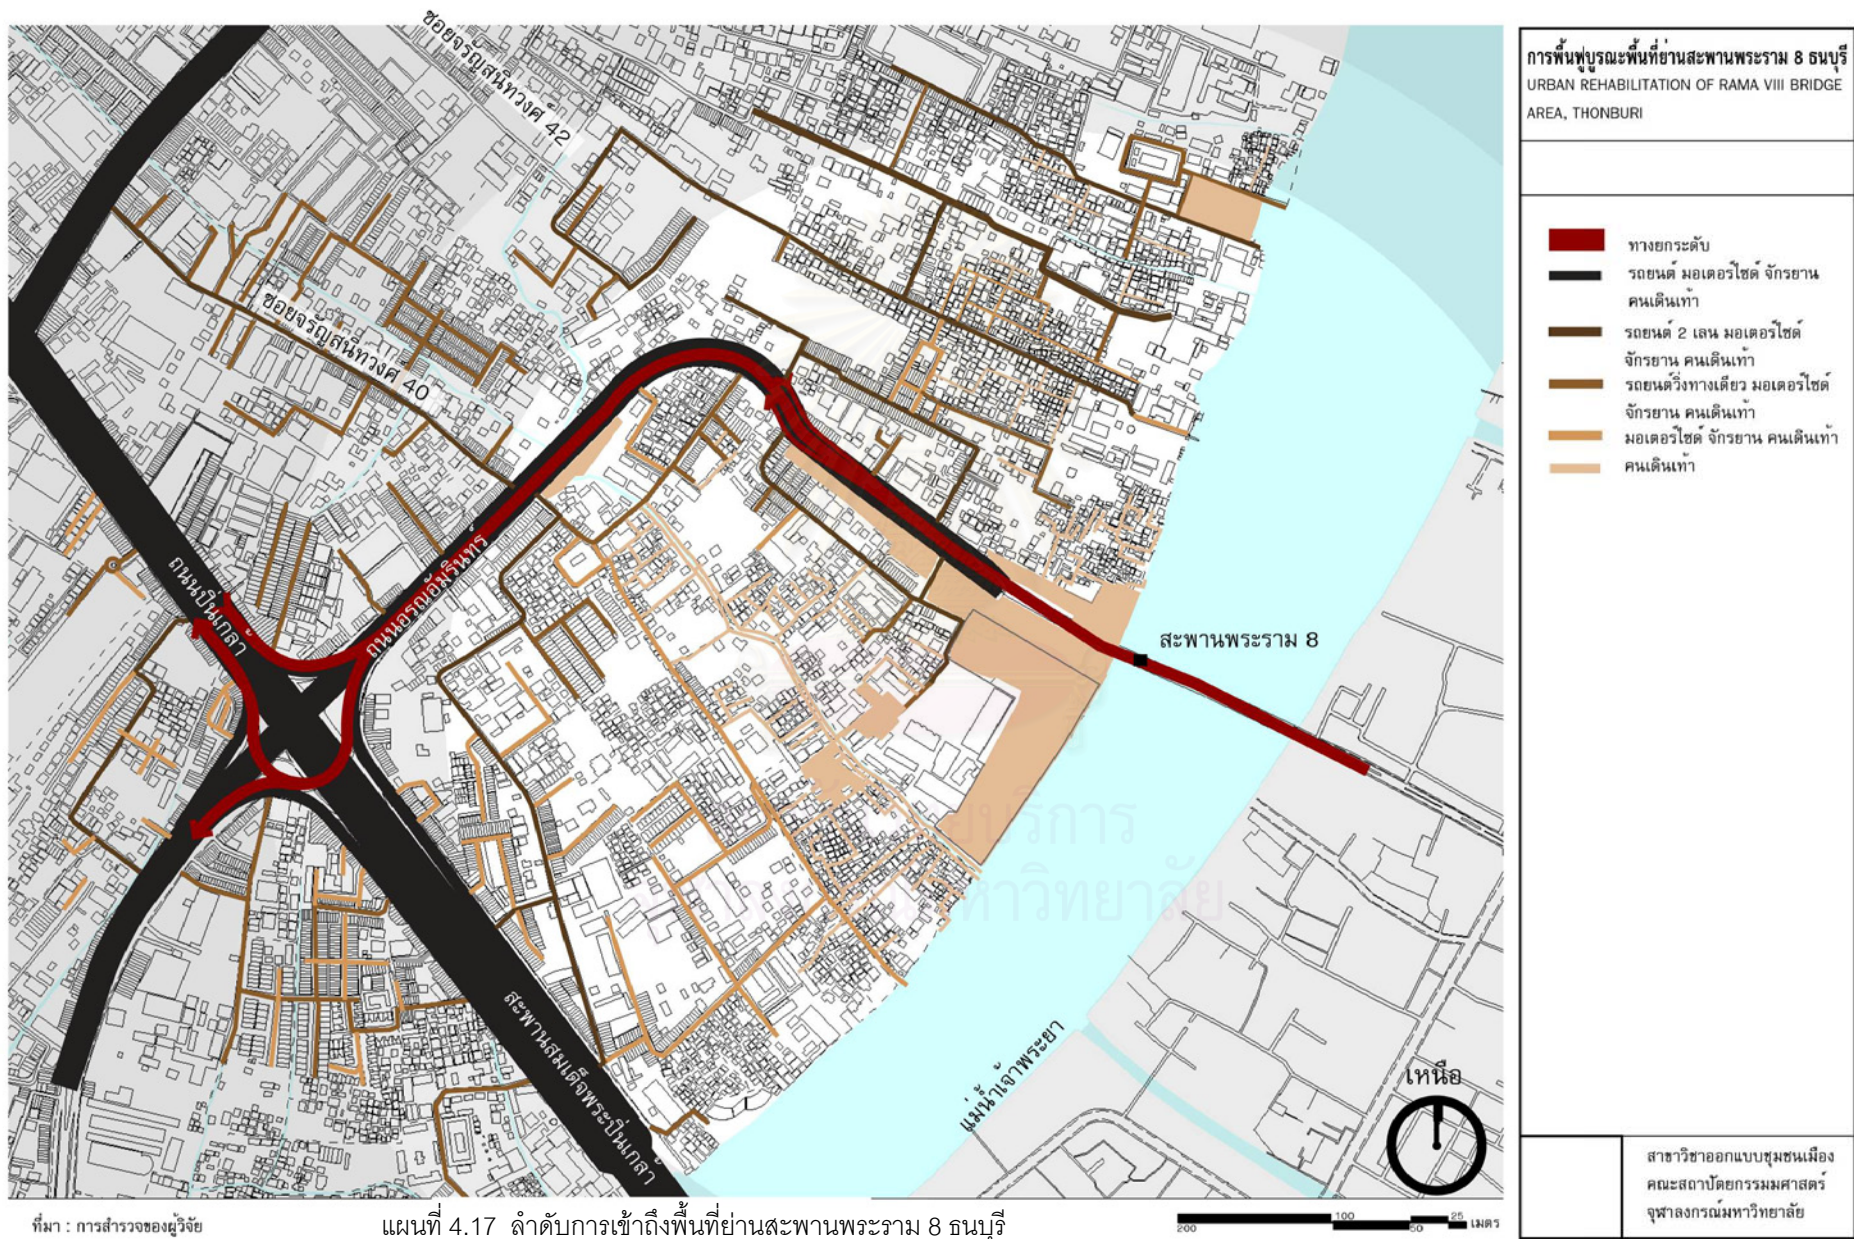 การฟื้นฟูบูรณะพื้นที่ย่านสะพานพระราม 8 ธนบุรี
URBAN REHABILITATION OF RAMA VIII BRIDGE
AREA, THONBURI
ทางยกระดับ
รถยนต์ มอเตอร์ไซด์ จักรยาน
คนเดินเท้า
รถยนต์ 2 เลน มอเตอร์ไซด์
จักรยาน คนเดินเท้า
รถยนต์วิ่งทางเดียว มอเตอร์ไซด์
จักรยาน คนเดินเท้า
มอเตอร์ไซด์ จักรยาน คนเดินเท้า
คนเดินเท้า
ซอยจรัญสนิทวงศ์ 42
ซอยจรัญสนิทวงศ์ 40
ถนนปิ่นเกล้า
ถนนอรุณอัมรินทร์
สะพานพระราม 8
สะพานสมเด็จพระปิ่นเกล้า
แม่น้ำเจ้าพระยา
เหนือ
บริการ
หาวิทยาลัย
200 100 50 25 เมตร
สาขาวิชาออกแบบชุมชนเมือง
คณะสถาปัตยกรรมมศาสตร์
จุฬาลงกรณ์มหาวิทยาลัย
ที่มา : การสำรวจของผู้วิจัย
แผนที่ 4.17 ลำดับการเข้าถึงพื้นที่ย่านสะพานพระราม 8 ธนบุรี